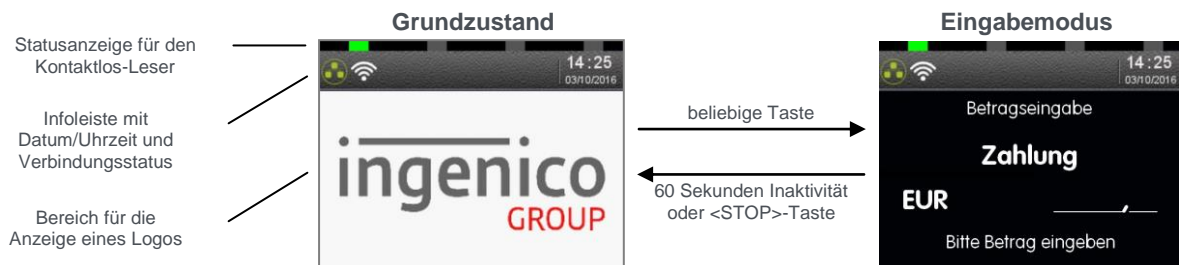 Grundzustand
Eingabemodus
Statusanzeige für den
Kontaktlos-Leser
14:25
03/10/2016
14:25
03/10/2016
Infoleiste mit
Datum/Uhrzeit und
Verbindungsstatus
beliebige Taste
Betragseingabe
Zahlung
ingenico
GROUP
60 Sekunden Inaktivität
oder <STOP>-Taste
EUR _____,__
Bereich für die
Anzeige eines Logos
Bitte Betrag eingeben